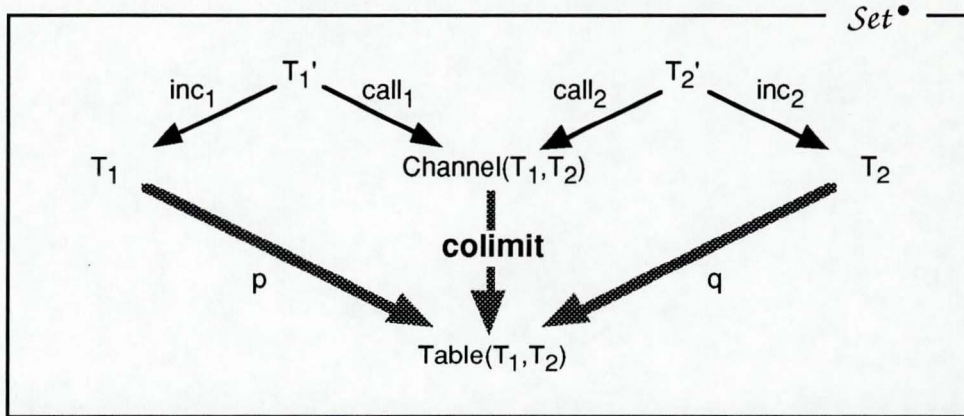 Set•
T₁'
T₂'
inc₁
call₁
call₂
inc₂
T₁
Channel(T₁,T₂)
T₂
colimit
p
q
Table(T₁,T₂)